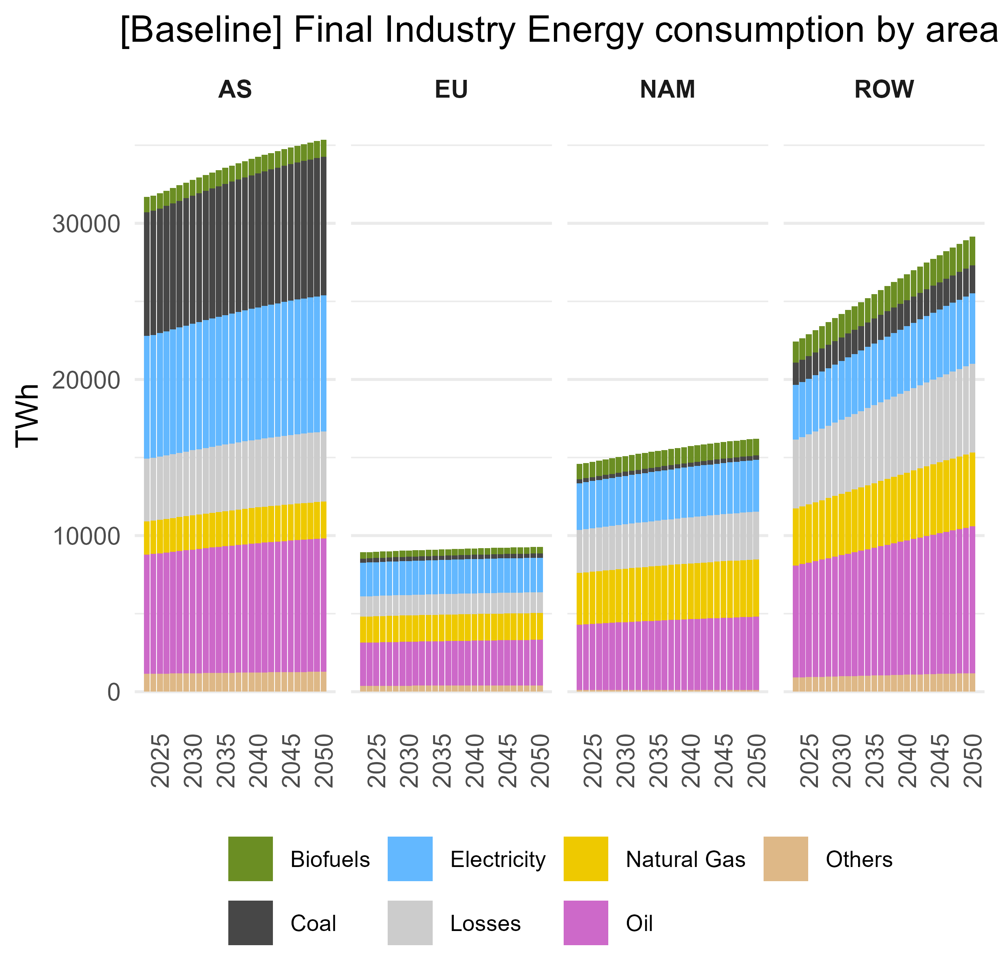 [Baseline] Final Industry Energy consumption by area
AS
EU
NAM
ROW
TWh
30000
20000
10000
0
2025 2030 2035 2040 2045 2050
2025 2030 2035 2040 2045 2050
2025 2030 2035 2040 2045 2050
2025 2030 2035 2040 2045 2050
Biofuels Electricity Natural Gas Others
Coal Losses Oil